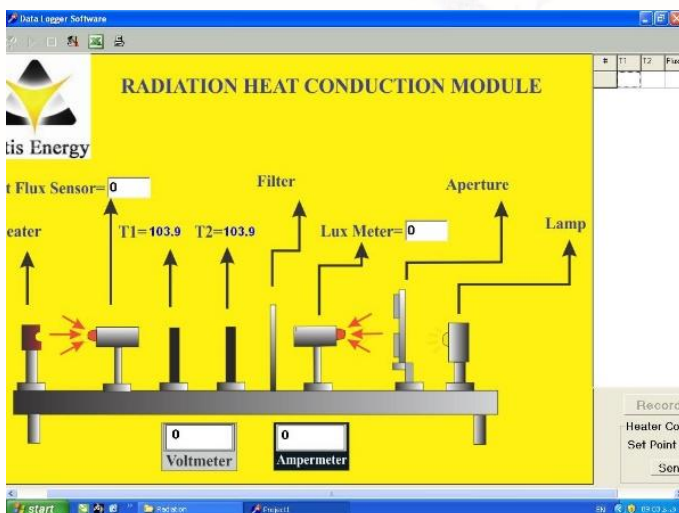 Data Logger Software
# T1 T2 Flux
RADIATION HEAT CONDUCTION MODULE
tis Energy
t Flux Sensor= 0
Filter
Aperture
eater
T1=103.9
T2=103.9
Lux Meter= 0
Lamp
0
Voltmeter
0
Ampermeter
Record
Heater Co
Set Point
Sen
start
Radiation
Project1
EN